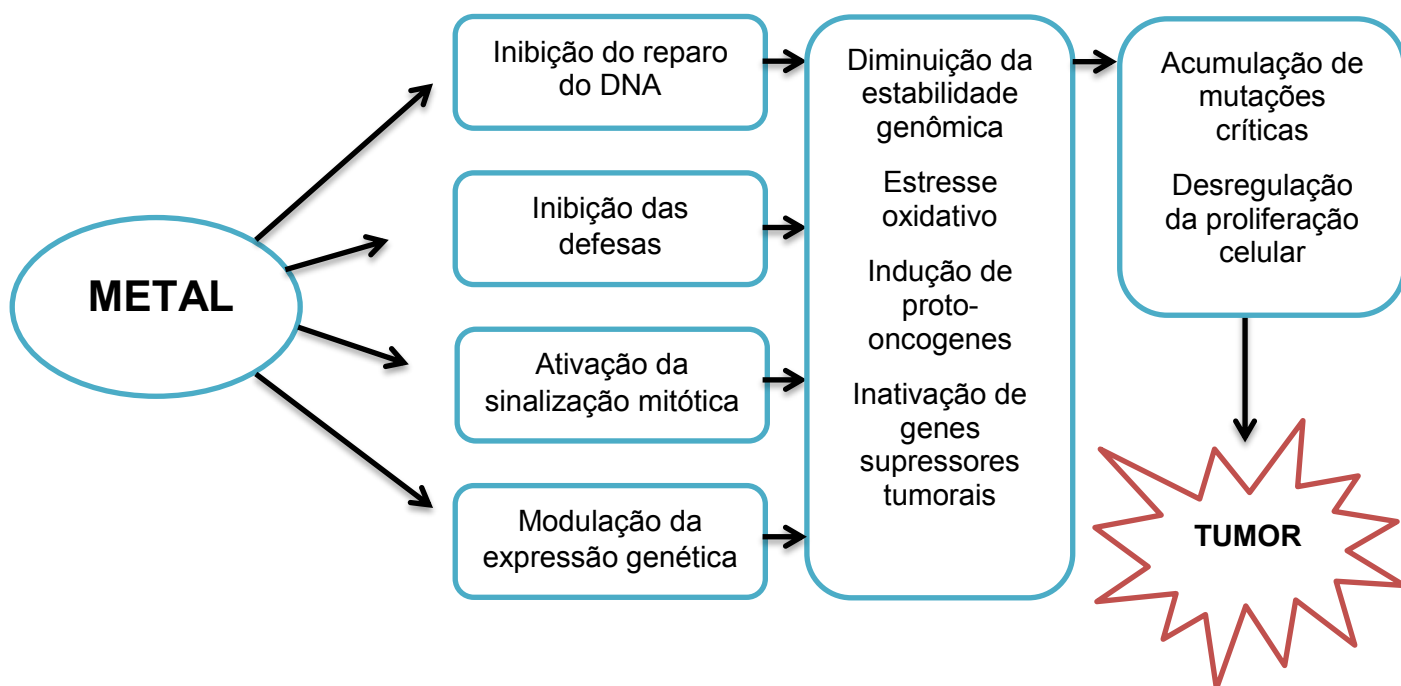 METAL
Inibição do reparo
do DNA
Inibição das
defesas
Ativação da
sinalização mitótica
Modulação da
expressão genética
Diminuição da
estabilidade
genômica
Estresse
oxidativo
Indução de
proto-
oncogenes
Inativação de
genes
supressores
tumorais
Acumulação de
mutações
críticas
Desregulação
da proliferação
celular
TUMOR